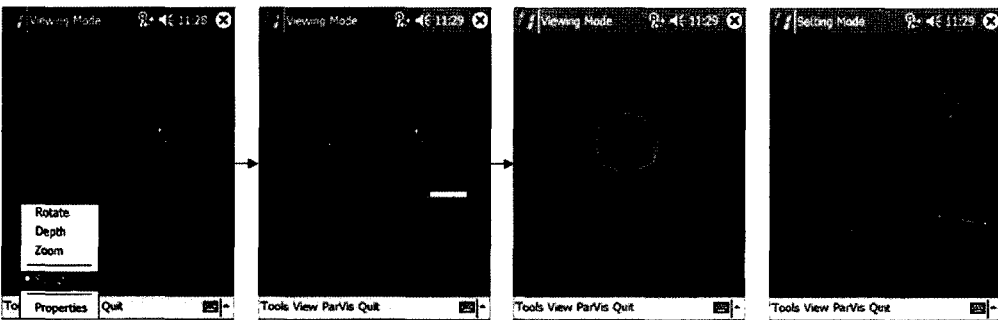 Viewing Mode 11:28
Rotate
Depth
Zoom
Properties
Quit
Viewing Mode 11:29
Tools View ParVis Quit
Viewing Mode 11:29
Tools View ParVis Quit
Setting Mode 11:29
Tools View ParVis Quit